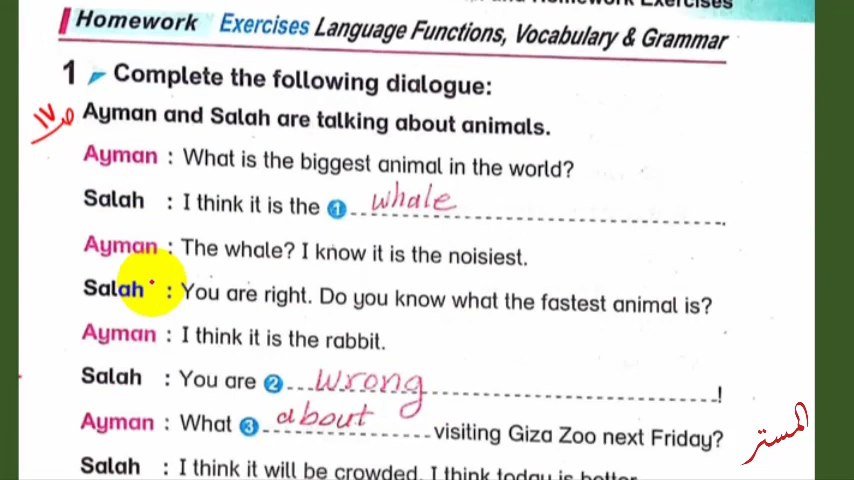 Homework Exercises Language Functions, Vocabulary & Grammar
1 Complete the following dialogue:
Ayman and Salah are talking about animals.
Ayman : What is the biggest animal in the world?
Salah : I think it is the 1 whale.
Ayman : The whale? I know it is the noisiest.
Salah : You are right. Do you know what the fastest animal is?
Ayman : I think it is the rabbit.
Salah : You are 2 wrong!
Ayman : What 3 about visiting Giza Zoo next Friday?
Salah : I think it will be crowded. I think today is better.
المستر